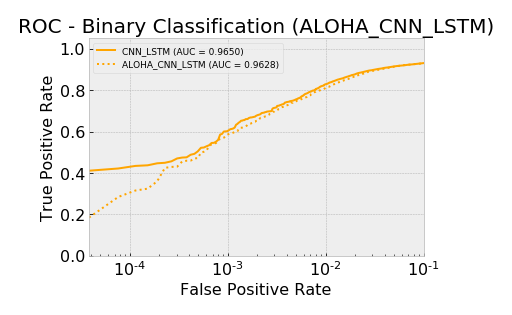 ROC - Binary Classification (ALOHA_CNN_LSTM)
CNN_LSTM (AUC = 0.9650)
ALOHA_CNN_LSTM (AUC = 0.9628)
True Positive Rate
1.0
0.8
0.6
0.4
0.2
0.0
10⁻⁴
10⁻³
10⁻²
10⁻¹
False Positive Rate